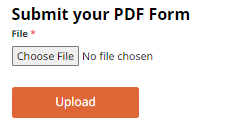 Submit your PDF Form
File *
Choose File No file chosen
Upload